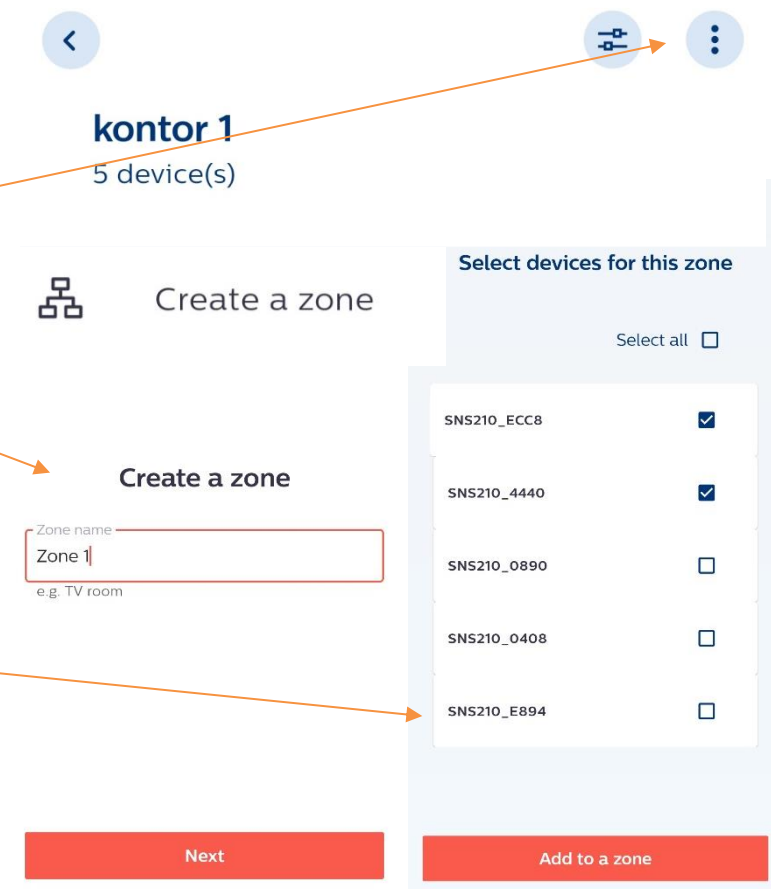 kontor 1
5 device(s)
Create a zone
Create a zone
Zone name
Zone 1
e.g. TV room
Next
Select devices for this zone
Select all
SNS210_ECC8
SNS210_4440
SNS210_0890
SNS210_0408
SNS210_E894
Add to a zone